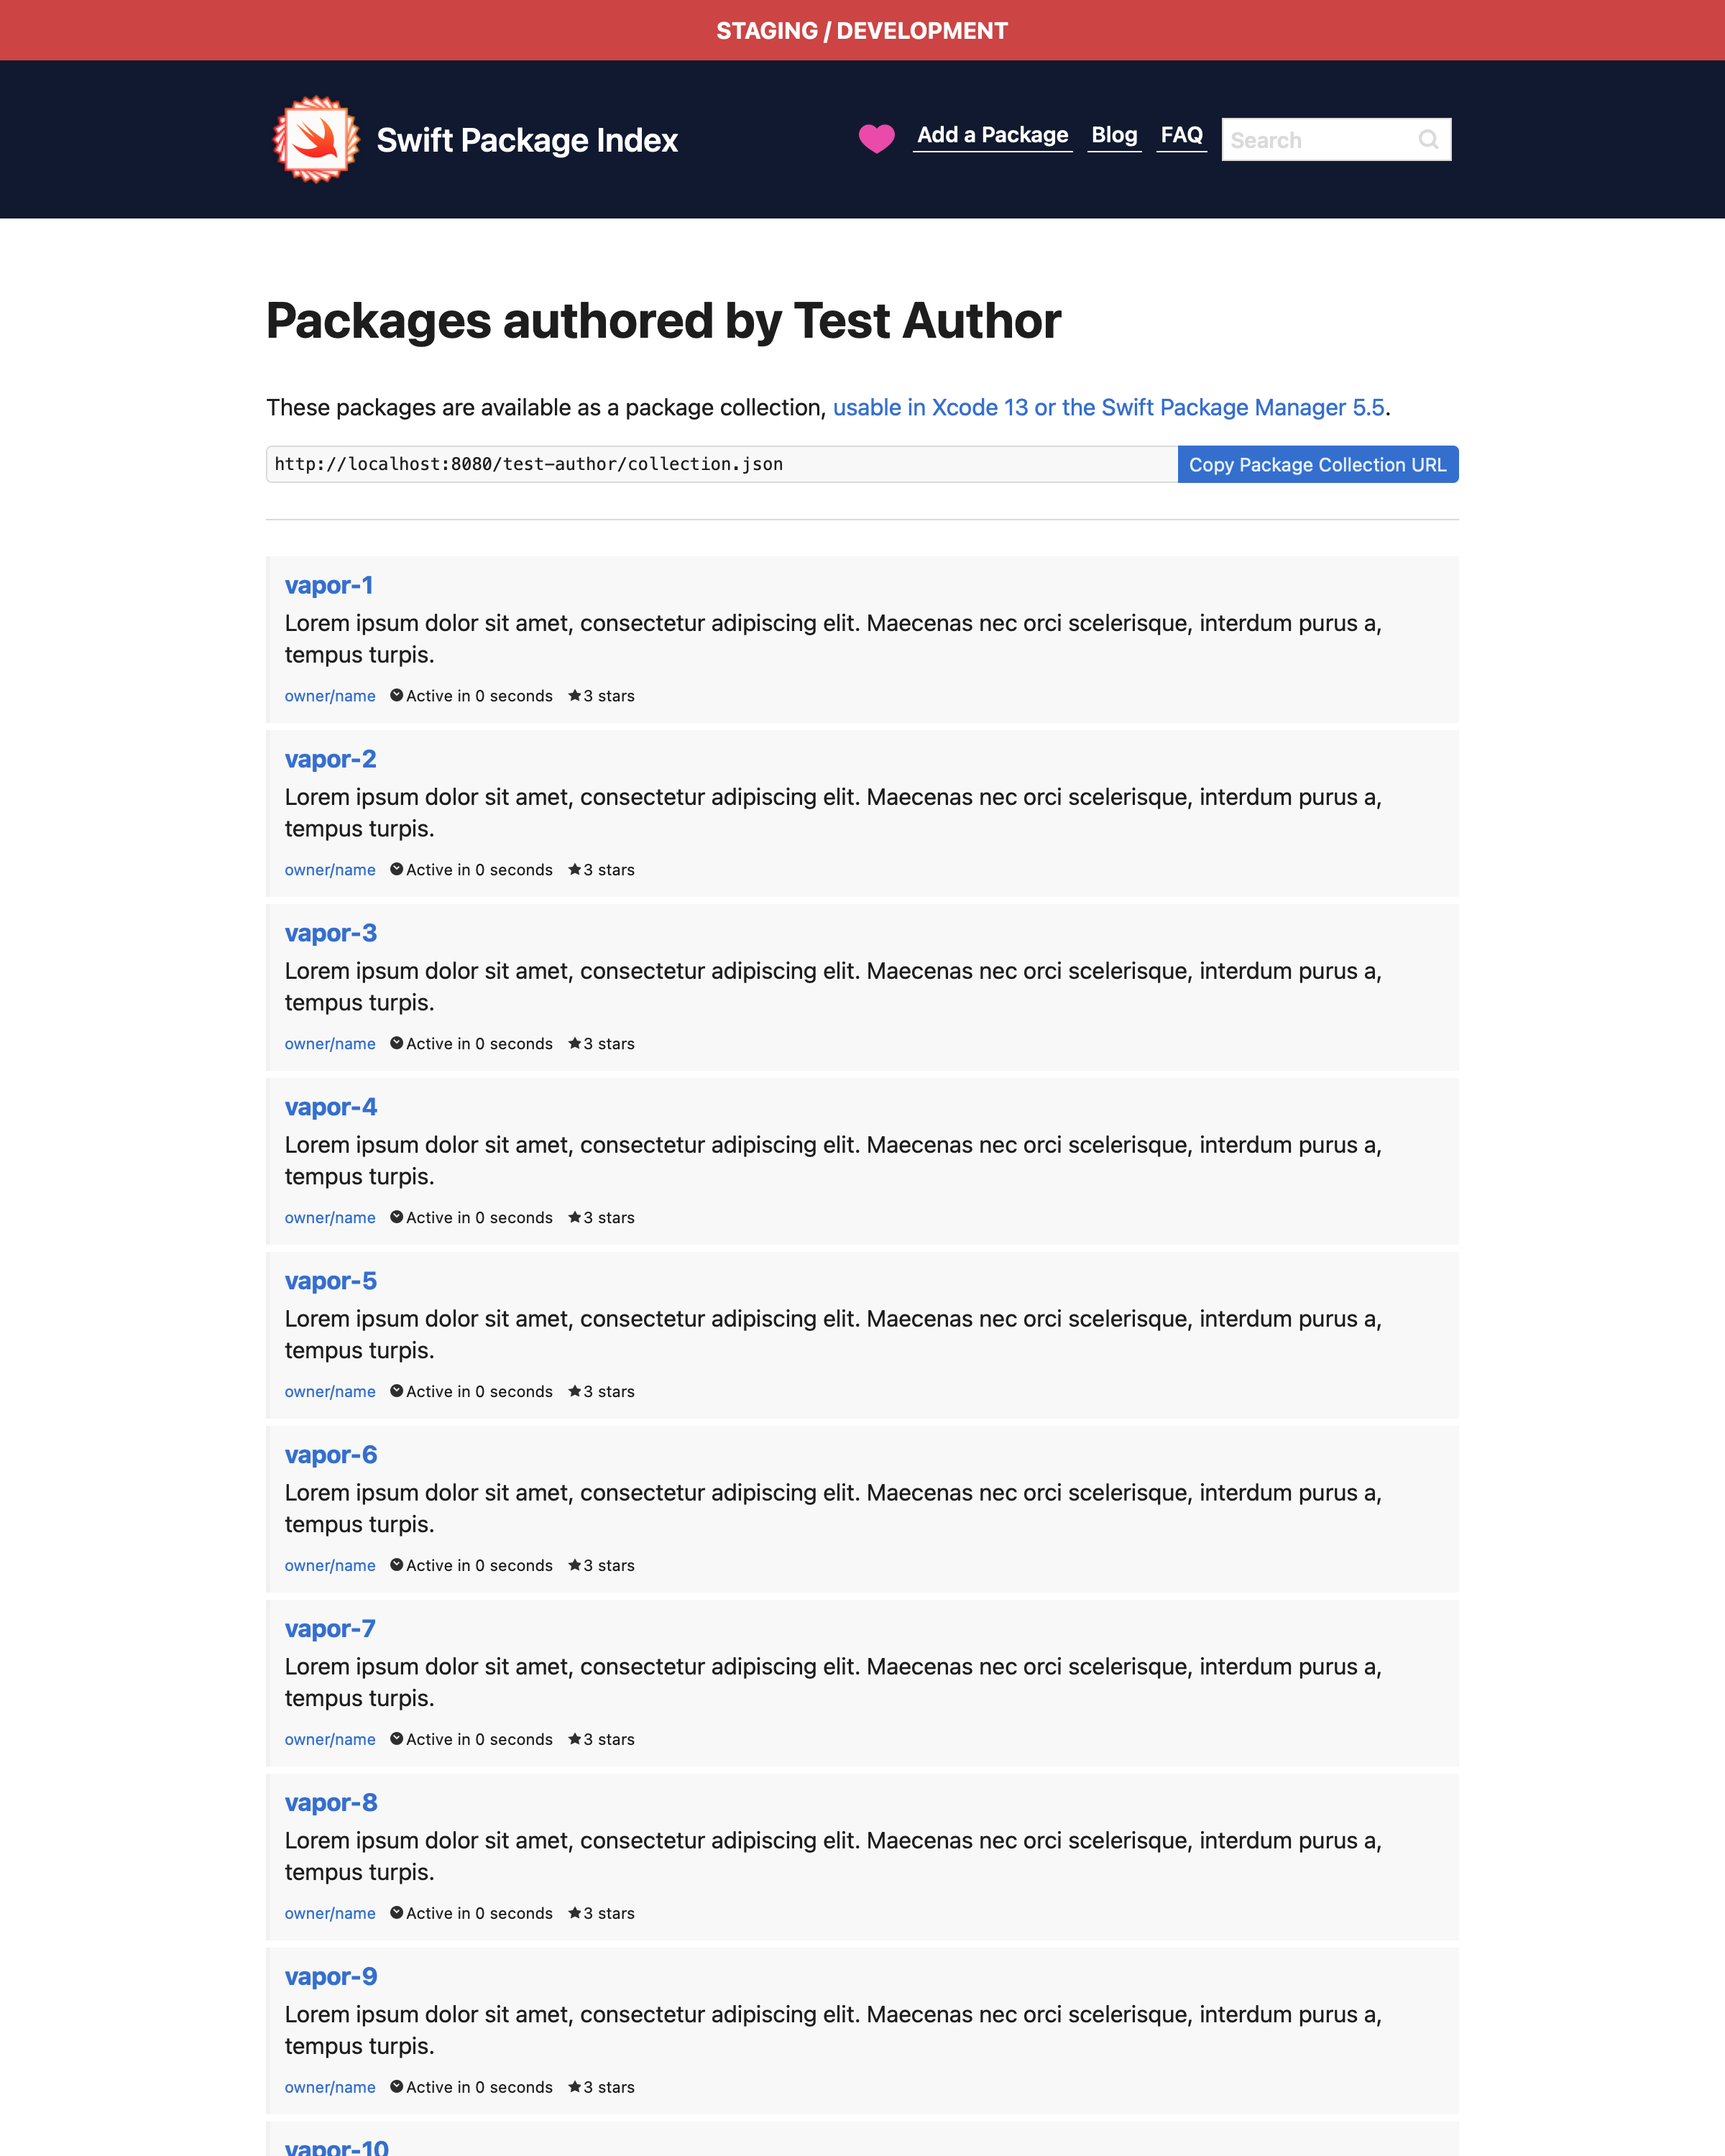 STAGING / DEVELOPMENT
Swift Package Index
Add a Package Blog FAQ Search
Packages authored by Test Author
These packages are available as a package collection, usable in Xcode 13 or the Swift Package Manager 5.5.
http://localhost:8080/test-author/collection.json Copy Package Collection URL
vapor-1
Lorem ipsum dolor sit amet, consectetur adipiscing elit. Maecenas nec orci scelerisque, interdum purus a,
tempus turpis.
owner/name Active in 0 seconds 3 stars
vapor-2
Lorem ipsum dolor sit amet, consectetur adipiscing elit. Maecenas nec orci scelerisque, interdum purus a,
tempus turpis.
owner/name Active in 0 seconds 3 stars
vapor-3
Lorem ipsum dolor sit amet, consectetur adipiscing elit. Maecenas nec orci scelerisque, interdum purus a,
tempus turpis.
owner/name Active in 0 seconds 3 stars
vapor-4
Lorem ipsum dolor sit amet, consectetur adipiscing elit. Maecenas nec orci scelerisque, interdum purus a,
tempus turpis.
owner/name Active in 0 seconds 3 stars
vapor-5
Lorem ipsum dolor sit amet, consectetur adipiscing elit. Maecenas nec orci scelerisque, interdum purus a,
tempus turpis.
owner/name Active in 0 seconds 3 stars
vapor-6
Lorem ipsum dolor sit amet, consectetur adipiscing elit. Maecenas nec orci scelerisque, interdum purus a,
tempus turpis.
owner/name Active in 0 seconds 3 stars
vapor-7
Lorem ipsum dolor sit amet, consectetur adipiscing elit. Maecenas nec orci scelerisque, interdum purus a,
tempus turpis.
owner/name Active in 0 seconds 3 stars
vapor-8
Lorem ipsum dolor sit amet, consectetur adipiscing elit. Maecenas nec orci scelerisque, interdum purus a,
tempus turpis.
owner/name Active in 0 seconds 3 stars
vapor-9
Lorem ipsum dolor sit amet, consectetur adipiscing elit. Maecenas nec orci scelerisque, interdum purus a,
tempus turpis.
owner/name Active in 0 seconds 3 stars
vapor-10